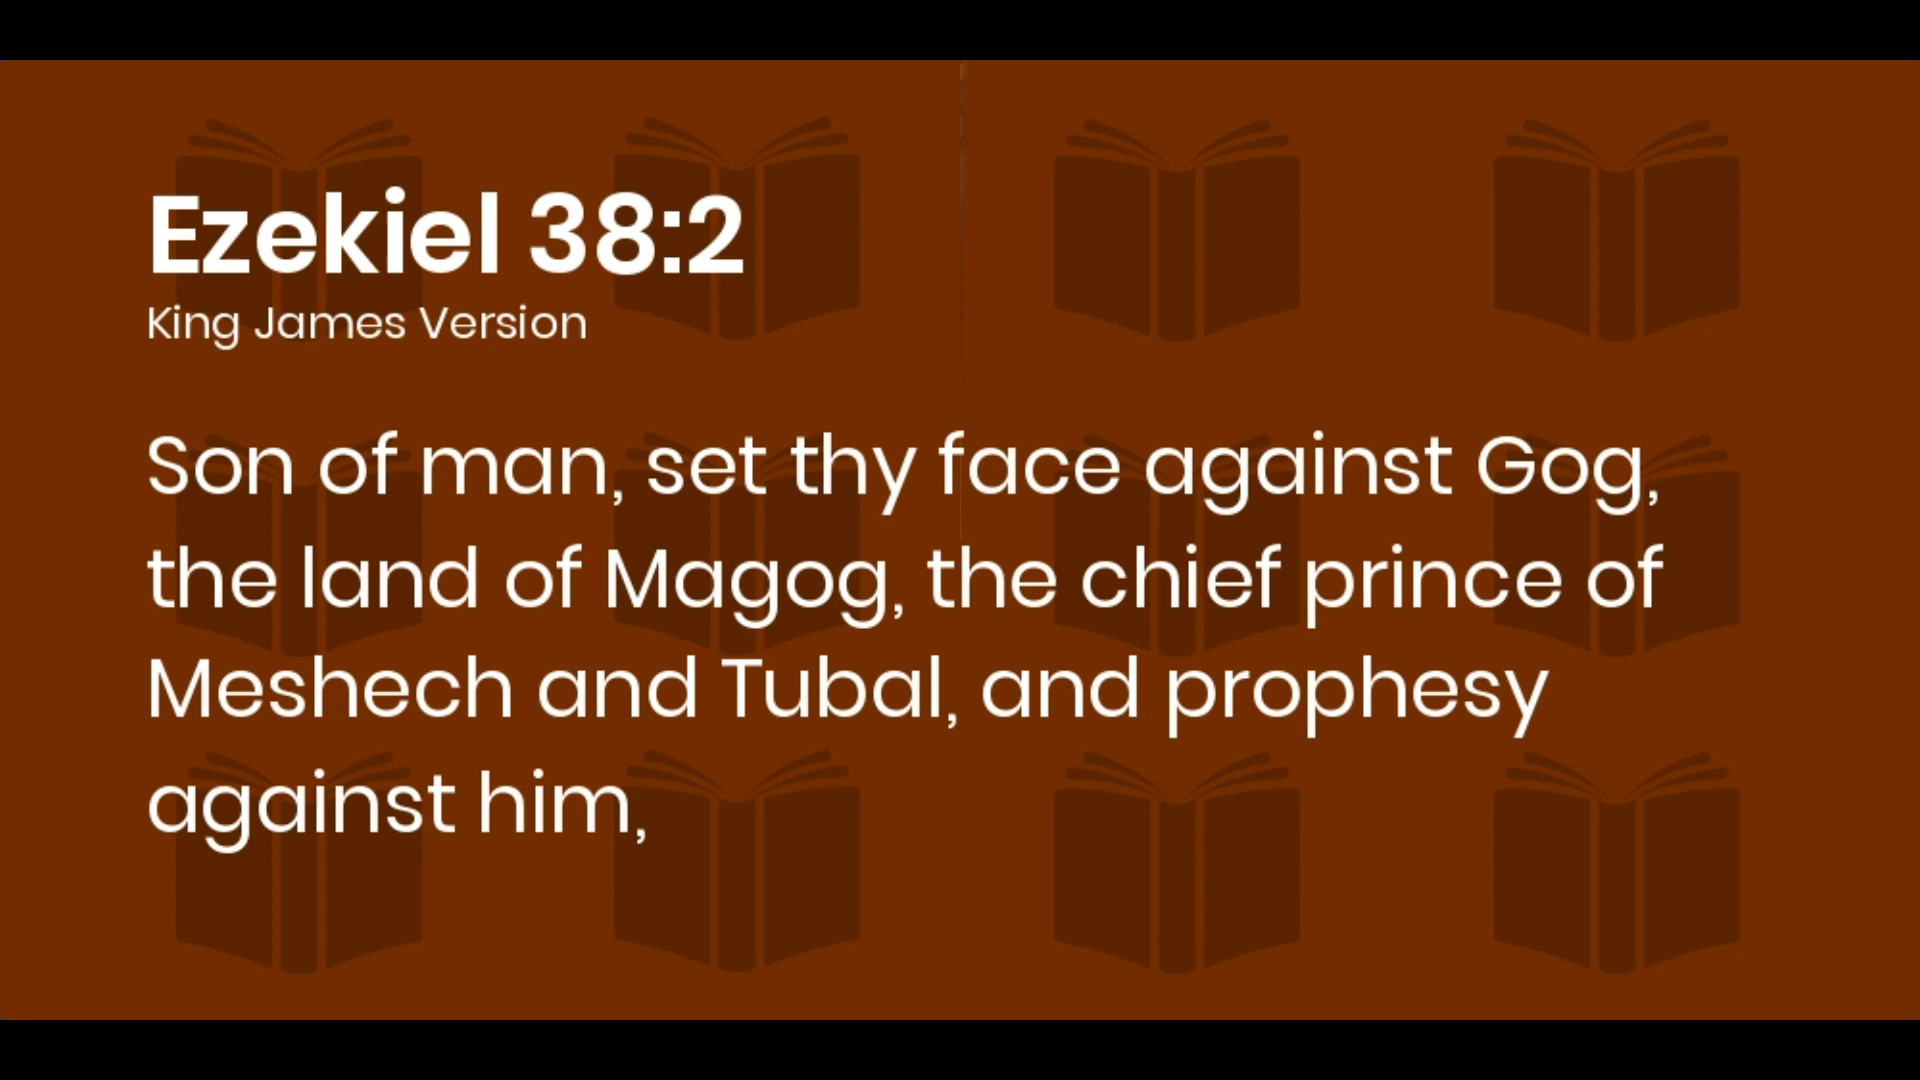 Ezekiel 38:2
King James Version
Son of man, set thy face against Gog,
the land of Magog, the chief prince of
Meshech and Tubal, and prophesy
against him,